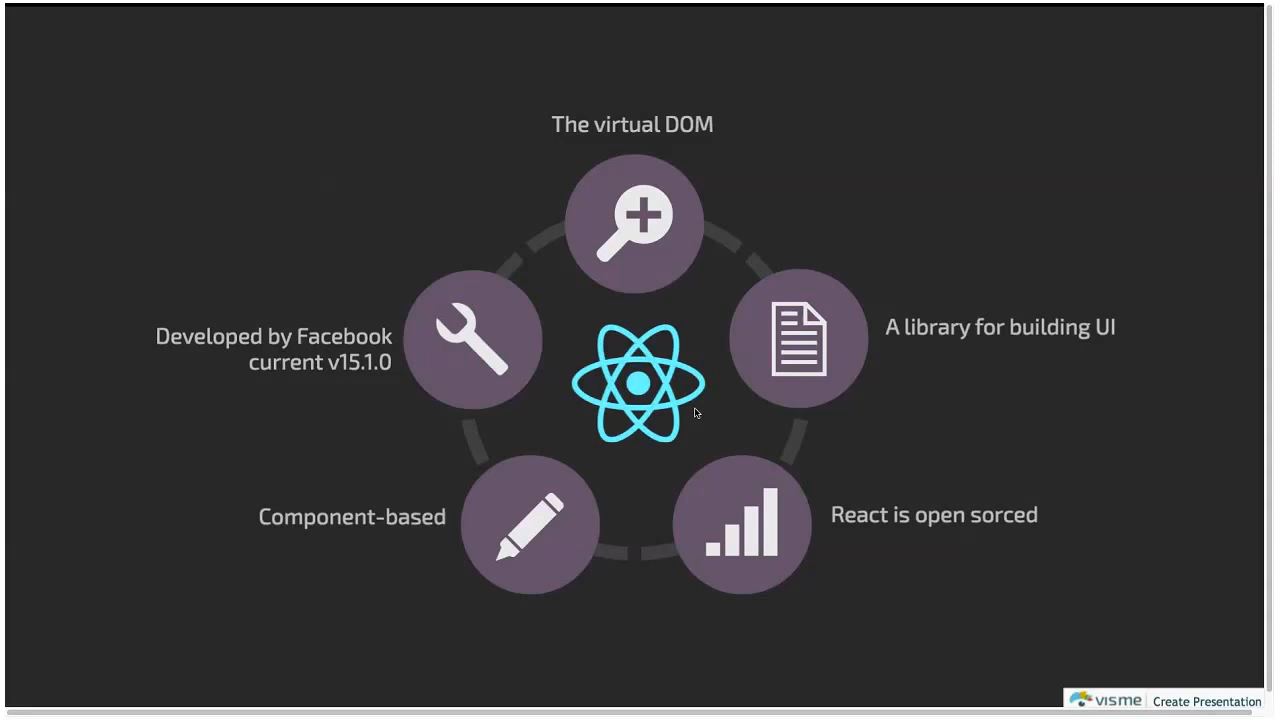 The virtual DOM
A library for building UI
Developed by Facebook
current v15.1.0
Component-based
React is open sorced
visme
Create Presentation